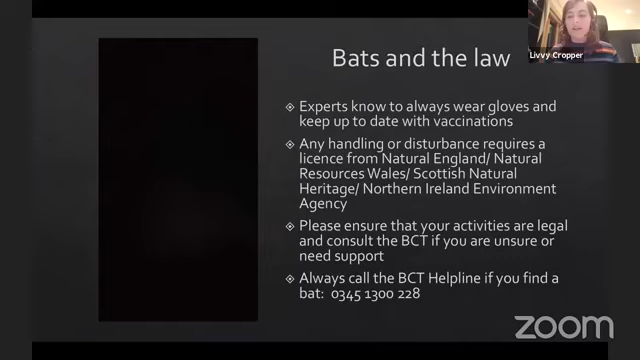 Livvy Cropper
Bats and the law
Experts know to always wear gloves and
keep up to date with vaccinations
Any handling or disturbance requires a
licence from Natural England/ Natural
Resources Wales/ Scottish Natural
Heritage/ Northern Ireland Environment
Agency
Please ensure that your activities are legal
and consult the BCT if you are unsure or
need support
Always call the BCT Helpline if you find a
bat: 0345 1300 228
zoom